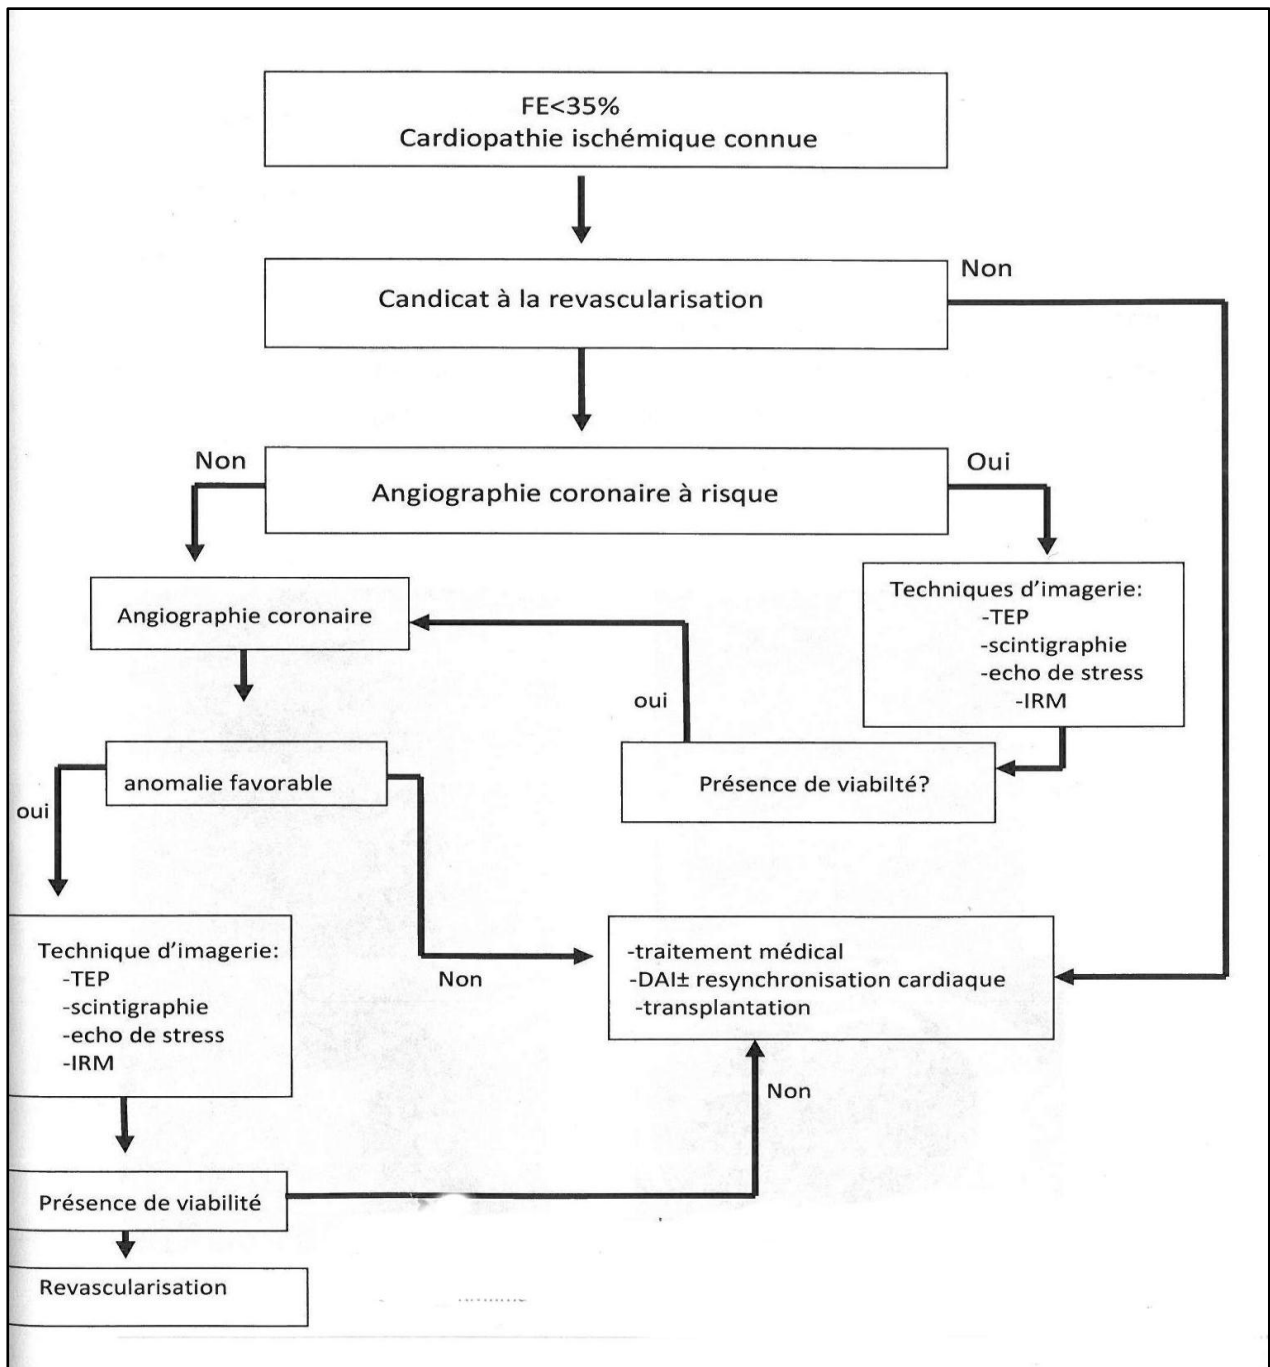 FE<35%
Cardiopathie ischémique connue
Candicat à la revascularisation
Non
Non
Angiographie coronaire à risque
Oui
Angiographie coronaire
Techniques d'imagerie:
-TEP
-scintigraphie
-echo de stress
-IRM
oui
Présence de viabilté?
anomalie favorable
oui
Technique d'imagerie:
-TEP
-scintigraphie
-echo de stress
-IRM
Non
-traitement médical
-DAI± resynchronisation cardiaque
-transplantation
Non
Présence de viabilité
Revascularisation